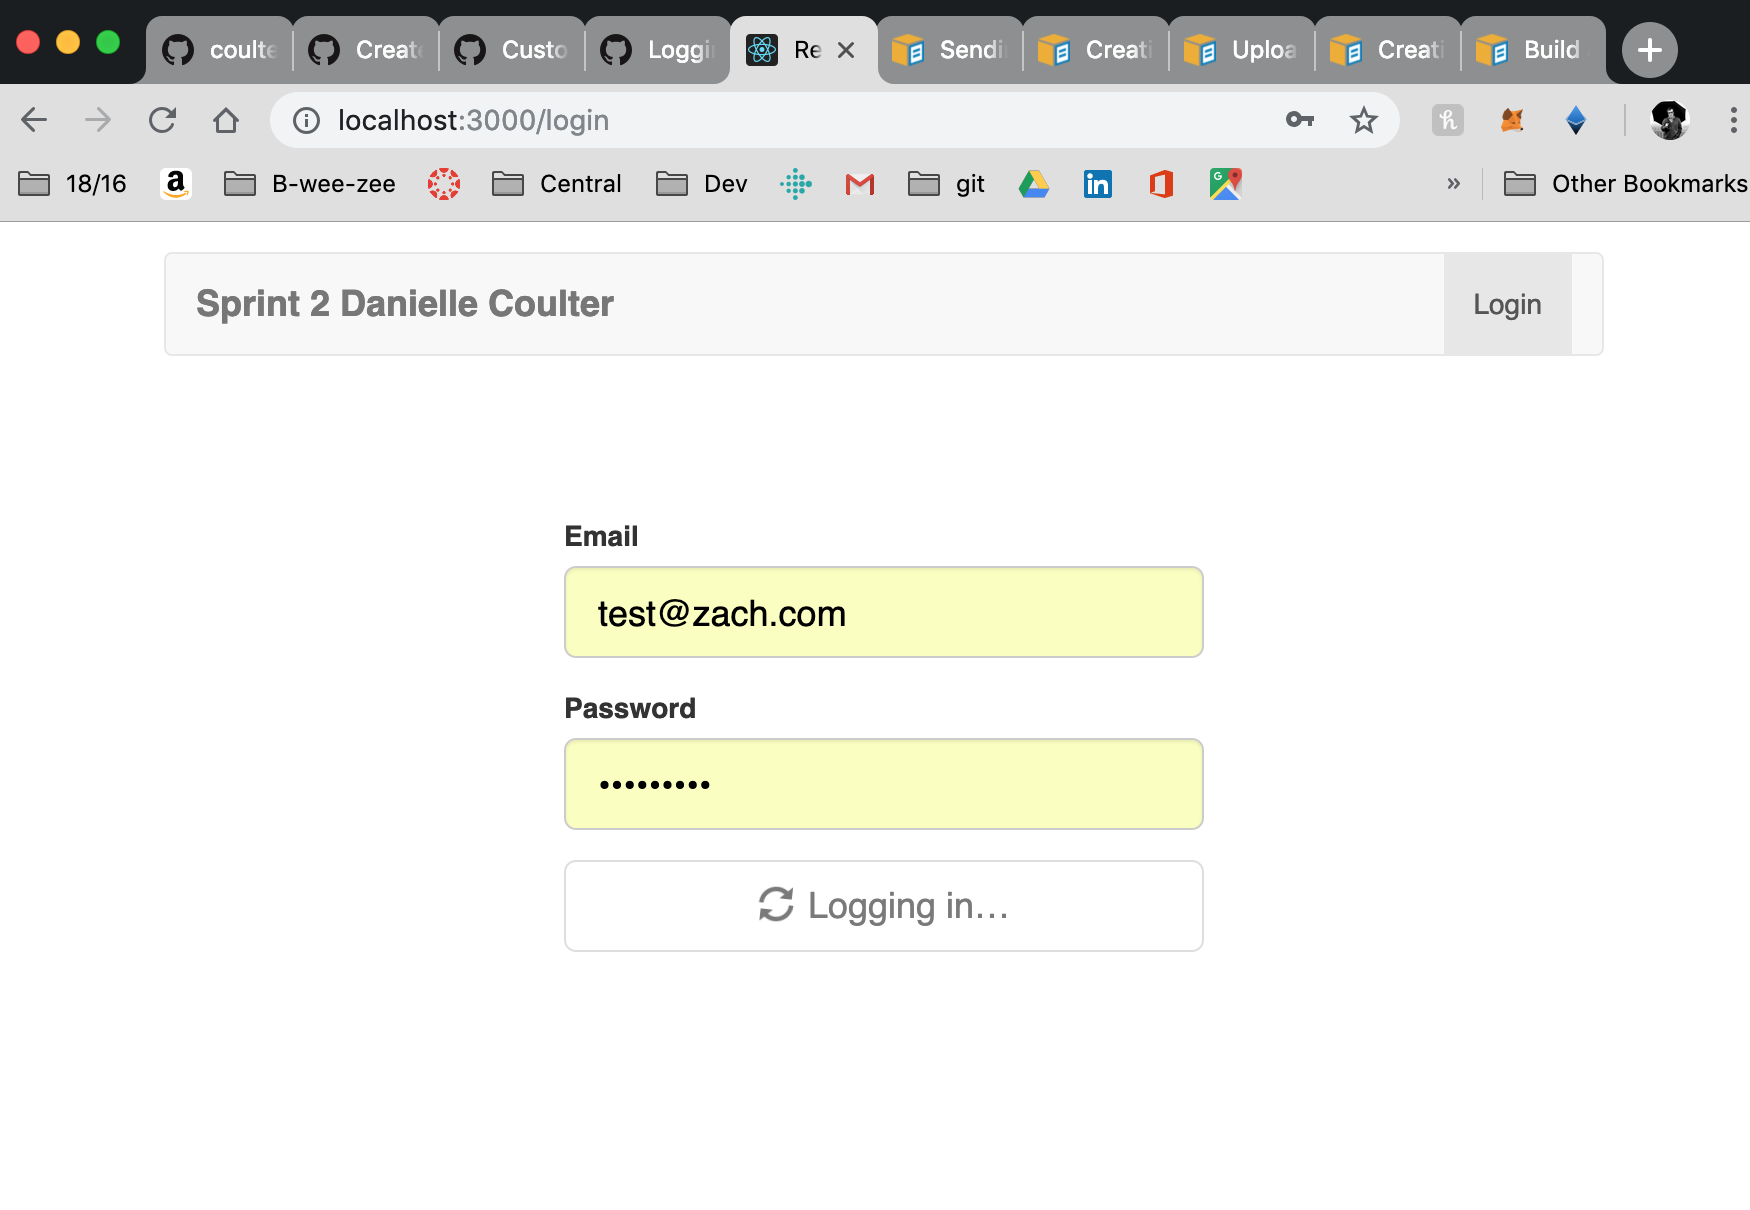 coulte Create Custo Loggi Re Sendi Creati Uploa Creati Build
localhost:3000/login
18/16 B-wee-zee Central Dev git » Other Bookmarks
Sprint 2 Danielle Coulter Login
Email
test@zach.com
Password
•••••••••
Logging in...